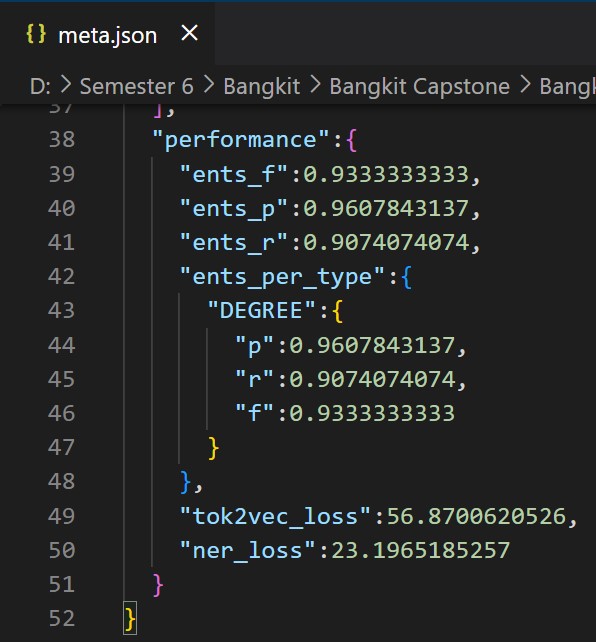 {} meta.json ×
D: > Semester 6 > Bangkit > Bangkit Capstone > Bangk
37 ],
38 "performance":{
39 "ents_f":0.9333333333,
40 "ents_p":0.9607843137,
41 "ents_r":0.9074074074,
42 "ents_per_type":{
43 "DEGREE":{
44 "p":0.9607843137,
45 "r":0.9074074074,
46 "f":0.9333333333
47 }
48 },
49 "tok2vec_loss":56.8700620526,
50 "ner_loss":23.1965185257
51 }
52 }